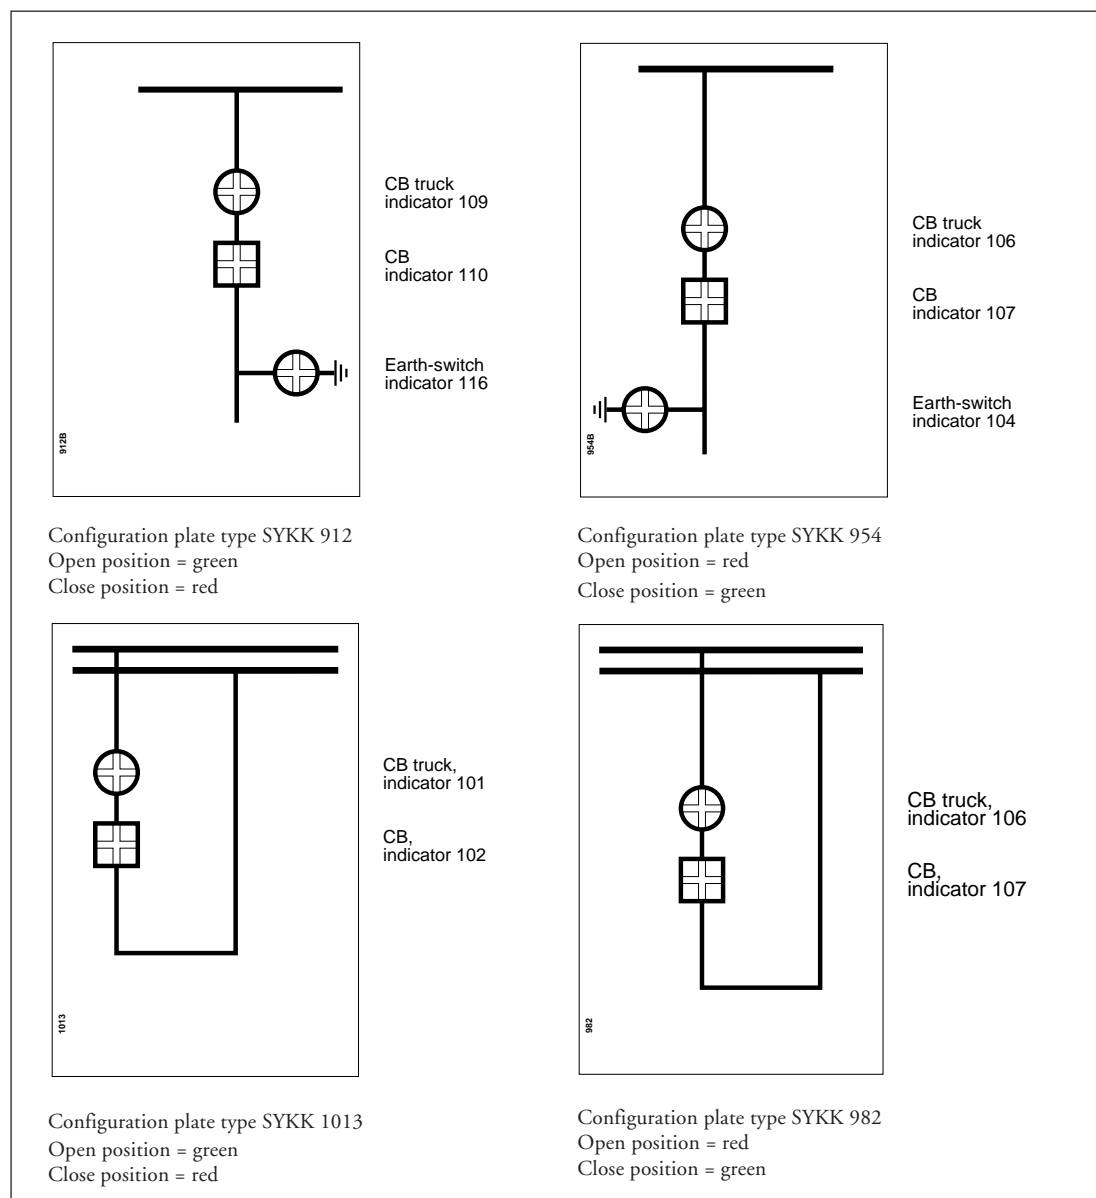 CB truck
indicator 109
CB
indicator 110
Earth-switch
indicator 116
912B
Configuration plate type SYKK 912
Open position = green
Close position = red
CB truck
indicator 106
CB
indicator 107
Earth-switch
indicator 104
954B
Configuration plate type SYKK 954
Open position = red
Close position = green
CB truck,
indicator 101
CB,
indicator 102
1013
Configuration plate type SYKK 1013
Open position = green
Close position = red
CB truck,
indicator 106
CB,
indicator 107
982
Configuration plate type SYKK 982
Open position = red
Close position = green